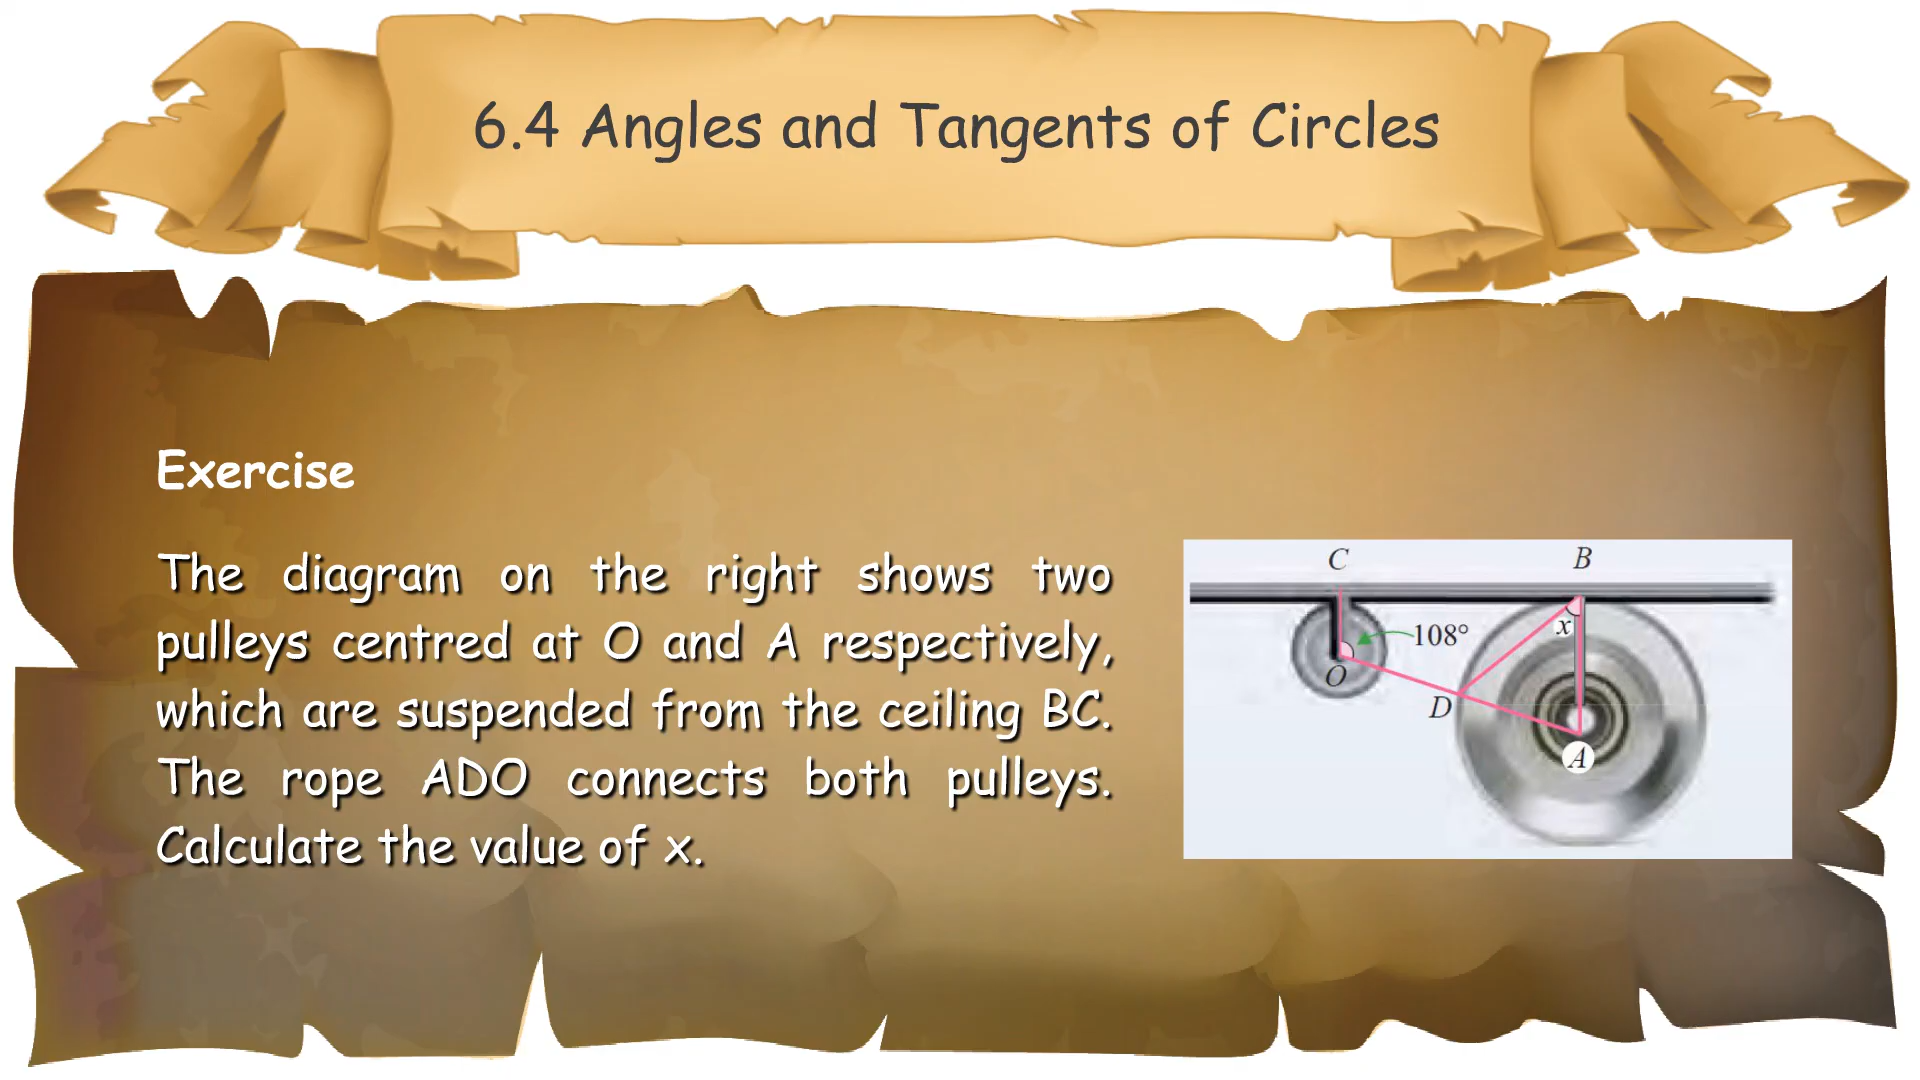 6.4 Angles and Tangents of Circles
Exercise
The diagram on the right shows two
pulleys centred at O and A respectively,
which are suspended from the ceiling BC.
The rope ADO connects both pulleys.
Calculate the value of x.
C
B
x
108°
O
D
A